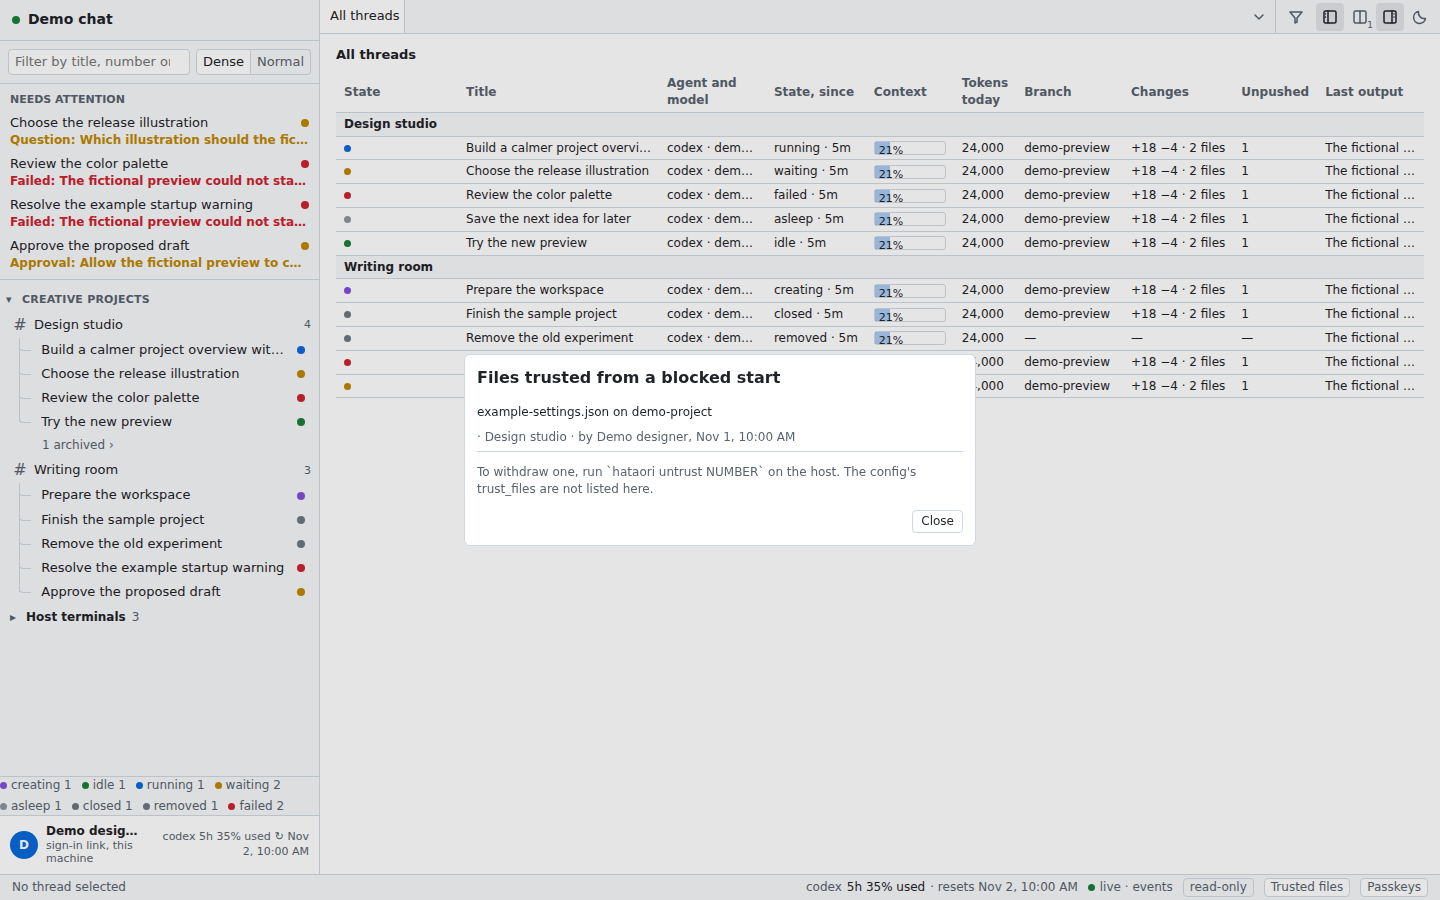 Demo chat
Filter by title, number or
Dense
Normal
NEEDS ATTENTION
Choose the release illustration
Question: Which illustration should the fic…
Review the color palette
Failed: The fictional preview could not sta…
Resolve the example startup warning
Failed: The fictional preview could not sta…
Approve the proposed draft
Approval: Allow the fictional preview to c…
▾ CREATIVE PROJECTS
# Design studio 4
Build a calmer project overview wit…
Choose the release illustration
Review the color palette
Try the new preview
1 archived ›
# Writing room 3
Prepare the workspace
Finish the sample project
Remove the old experiment
Resolve the example startup warning
Approve the proposed draft
▸ Host terminals 3
creating 1 idle 1 running 1 waiting 2
asleep 1 closed 1 removed 1 failed 2
D
Demo desig…
sign-in link, this
machine
codex 5h 35% used ↻ Nov
2, 10:00 AM
All threads
1
All threads
State Title Agent and model State, since Context Tokens today Branch Changes Unpushed Last output
Design studio
Build a calmer project overvi… codex · dem… running · 5m 21% 24,000 demo-preview +18 −4 · 2 files 1 The fictional …
Choose the release illustration codex · dem… waiting · 5m 21% 24,000 demo-preview +18 −4 · 2 files 1 The fictional …
Review the color palette codex · dem… failed · 5m 21% 24,000 demo-preview +18 −4 · 2 files 1 The fictional …
Save the next idea for later codex · dem… asleep · 5m 21% 24,000 demo-preview +18 −4 · 2 files 1 The fictional …
Try the new preview codex · dem… idle · 5m 21% 24,000 demo-preview +18 −4 · 2 files 1 The fictional …
Writing room
Prepare the workspace codex · dem… creating · 5m 21% 24,000 demo-preview +18 −4 · 2 files 1 The fictional …
Finish the sample project codex · dem… closed · 5m 21% 24,000 demo-preview +18 −4 · 2 files 1 The fictional …
Remove the old experiment codex · dem… removed · 5m 21% 24,000 — — — The fictional …
,000 demo-preview +18 −4 · 2 files 1 The fictional …
,000 demo-preview +18 −4 · 2 files 1 The fictional …
Files trusted from a blocked start
example-settings.json on demo-project
· Design studio · by Demo designer, Nov 1, 10:00 AM
To withdraw one, run `hataori untrust NUMBER` on the host. The config's
trust_files are not listed here.
Close
No thread selected
codex 5h 35% used · resets Nov 2, 10:00 AM live · events read-only Trusted files Passkeys